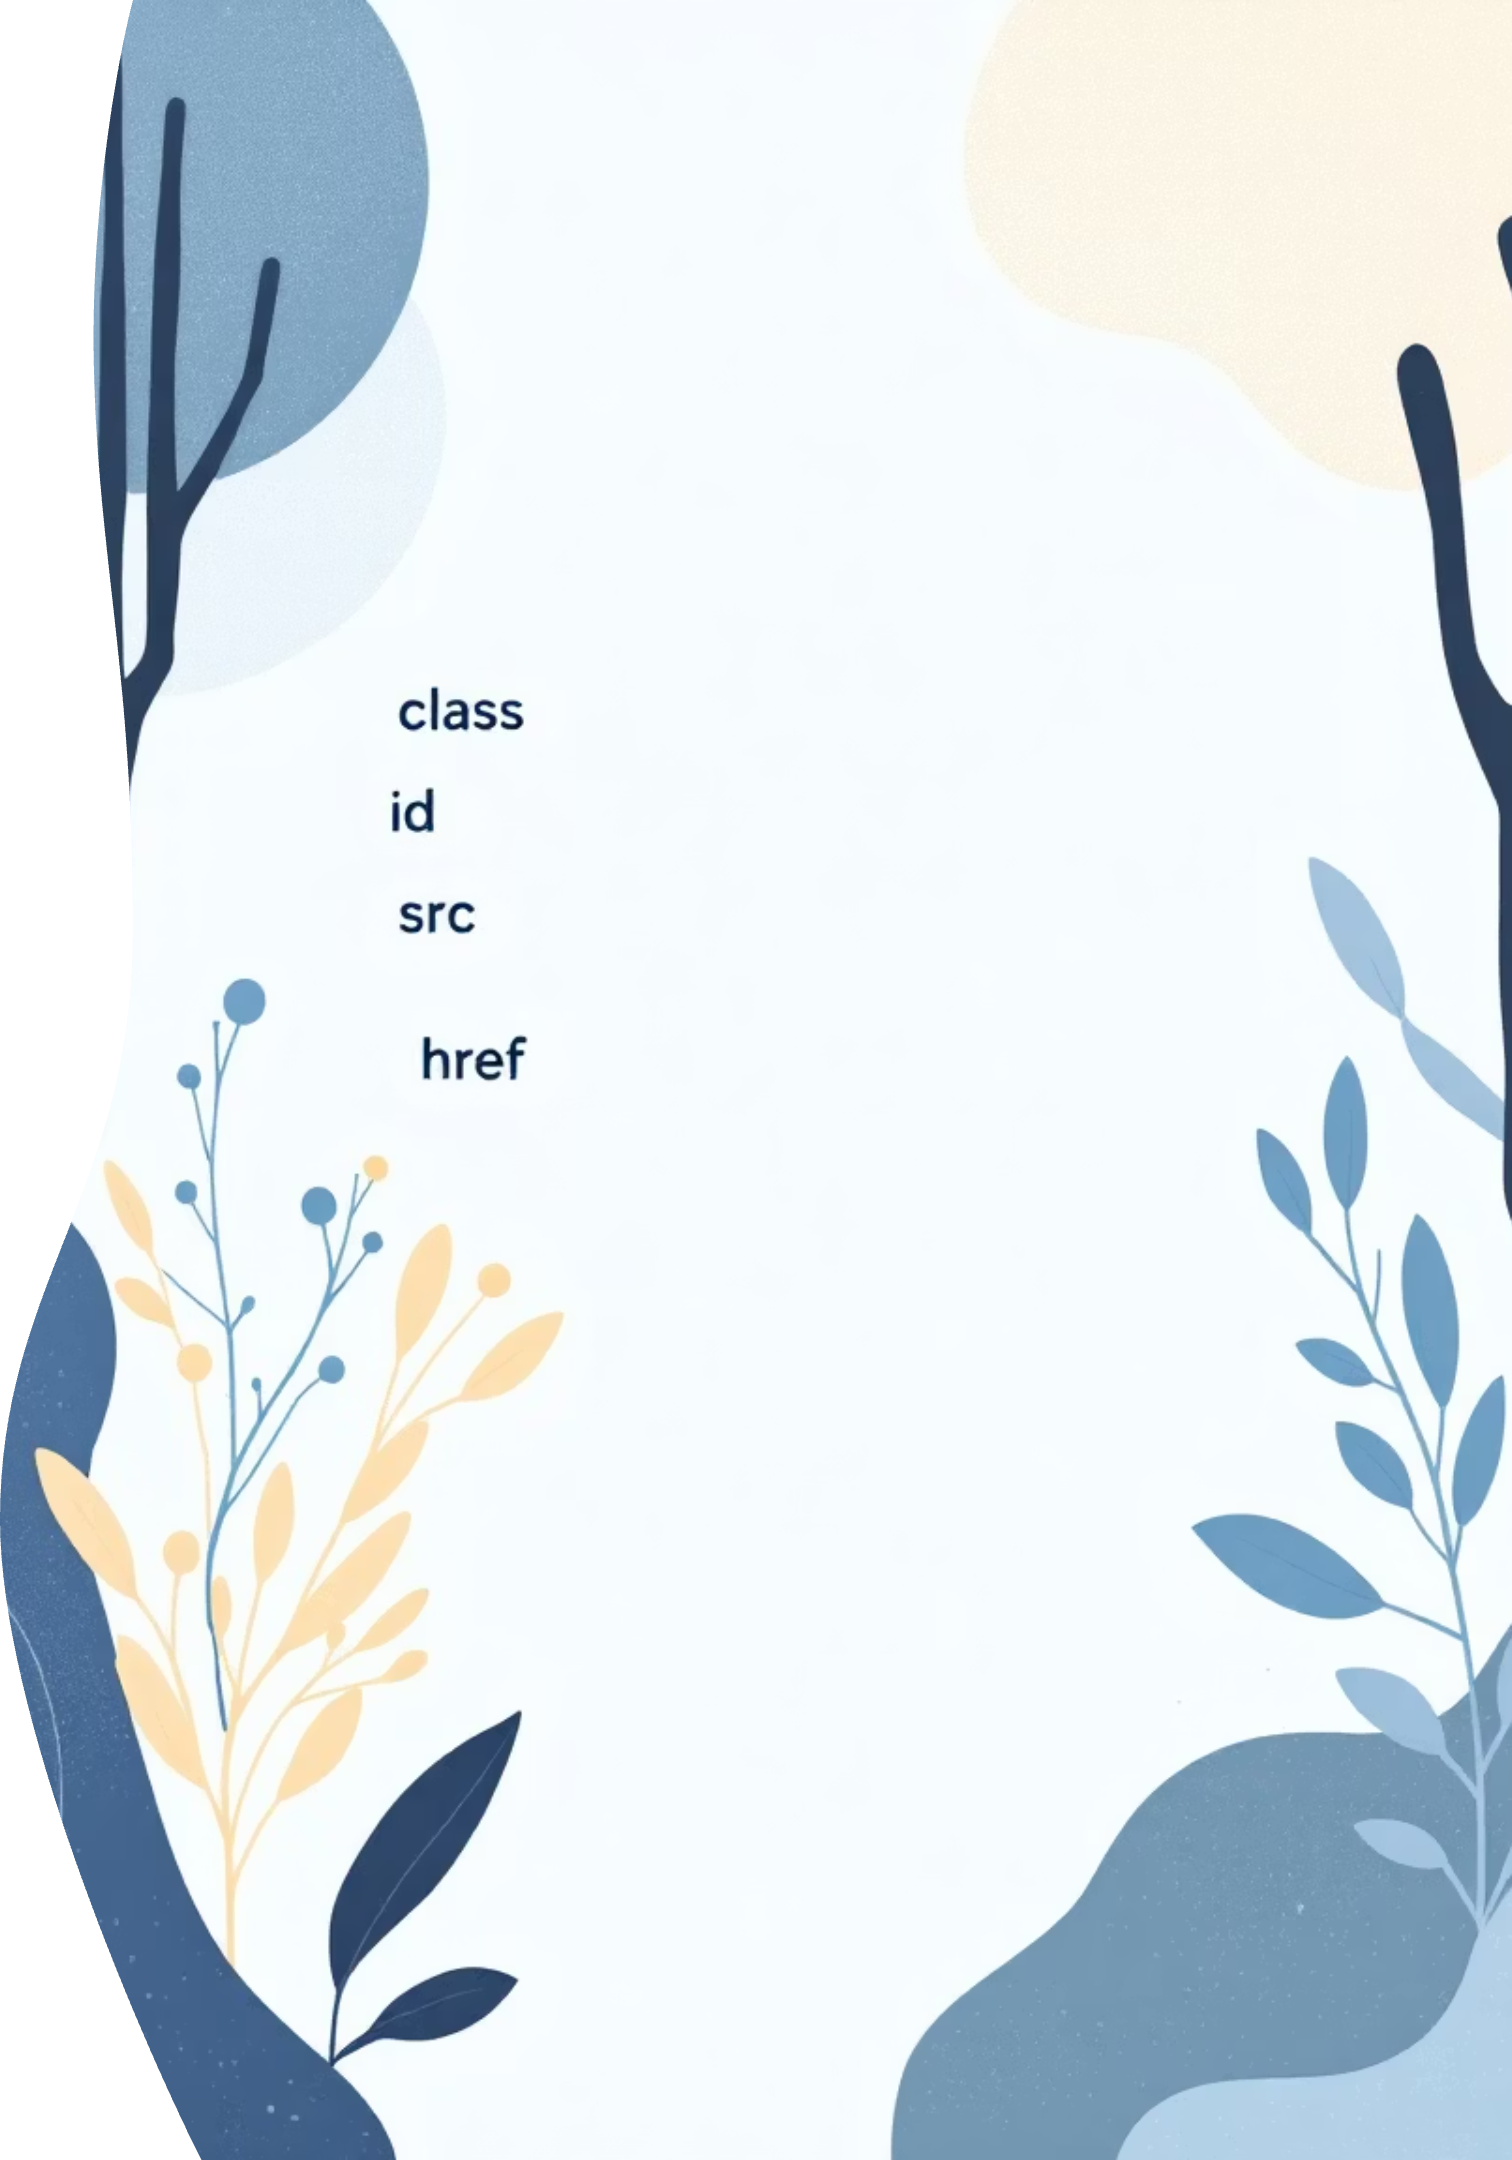 class
id
src
href